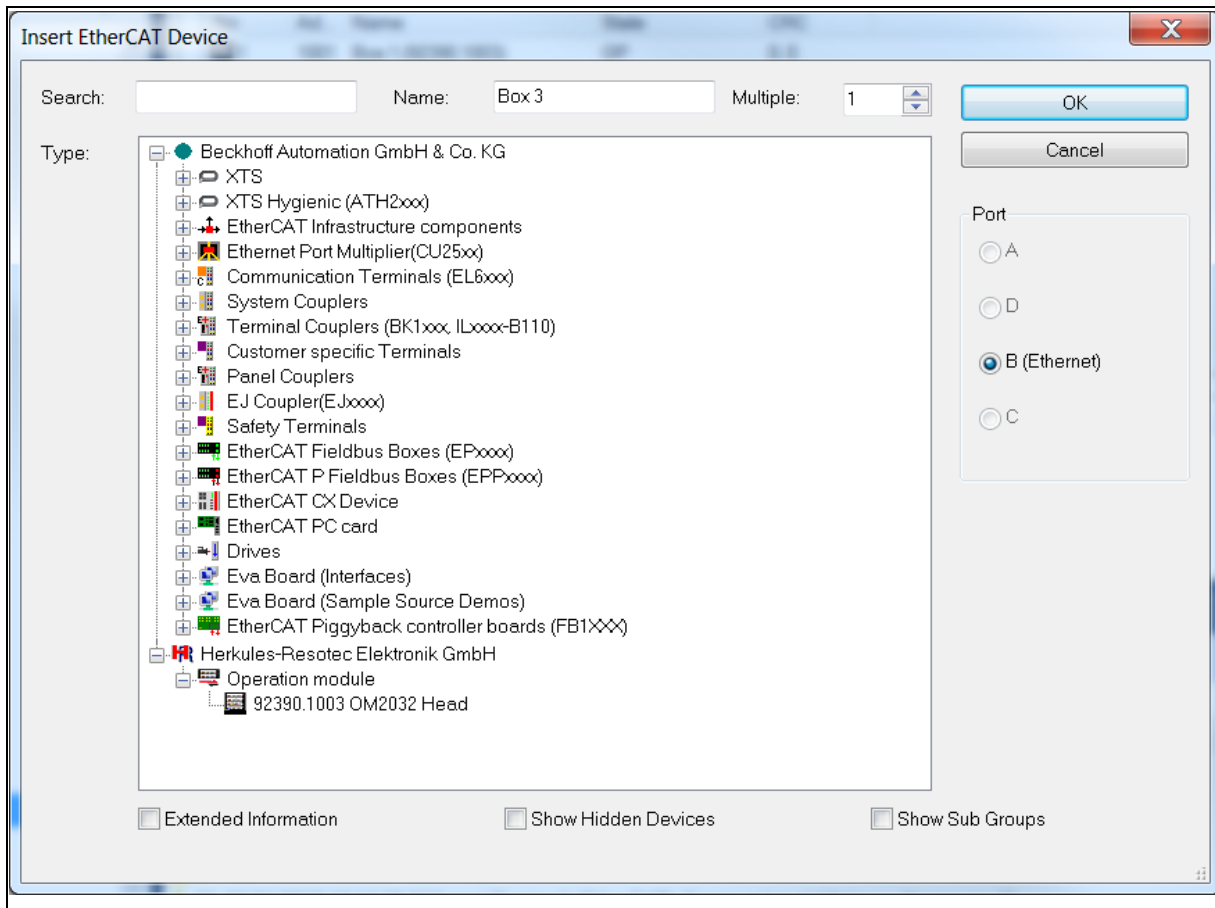 Insert EtherCAT Device
Search:
Name: Box 3
Multiple: 1
OK
Type:
Cancel
Beckhoff Automation GmbH & Co. KG
XTS
XTS Hygienic (ATH2xxx)
EtherCAT Infrastructure components
Ethernet Port Multiplier(CU25xx)
Communication Terminals (EL6xxx)
System Couplers
Terminal Couplers (BK1xxx, ILxxxx-B110)
Customer specific Terminals
Panel Couplers
EJ Coupler(EJxxxx)
Safety Terminals
EtherCAT Fieldbus Boxes (EPxxxx)
EtherCAT P Fieldbus Boxes (EPPxxxx)
EtherCAT CX Device
EtherCAT PC card
Drives
Eva Board (Interfaces)
Eva Board (Sample Source Demos)
EtherCAT Piggyback controller boards (FB1XXX)
Herkules-Resotec Elektronik GmbH
Operation module
92390.1003 OM2032 Head
Port
A
D
B (Ethernet)
C
Extended Information
Show Hidden Devices
Show Sub Groups